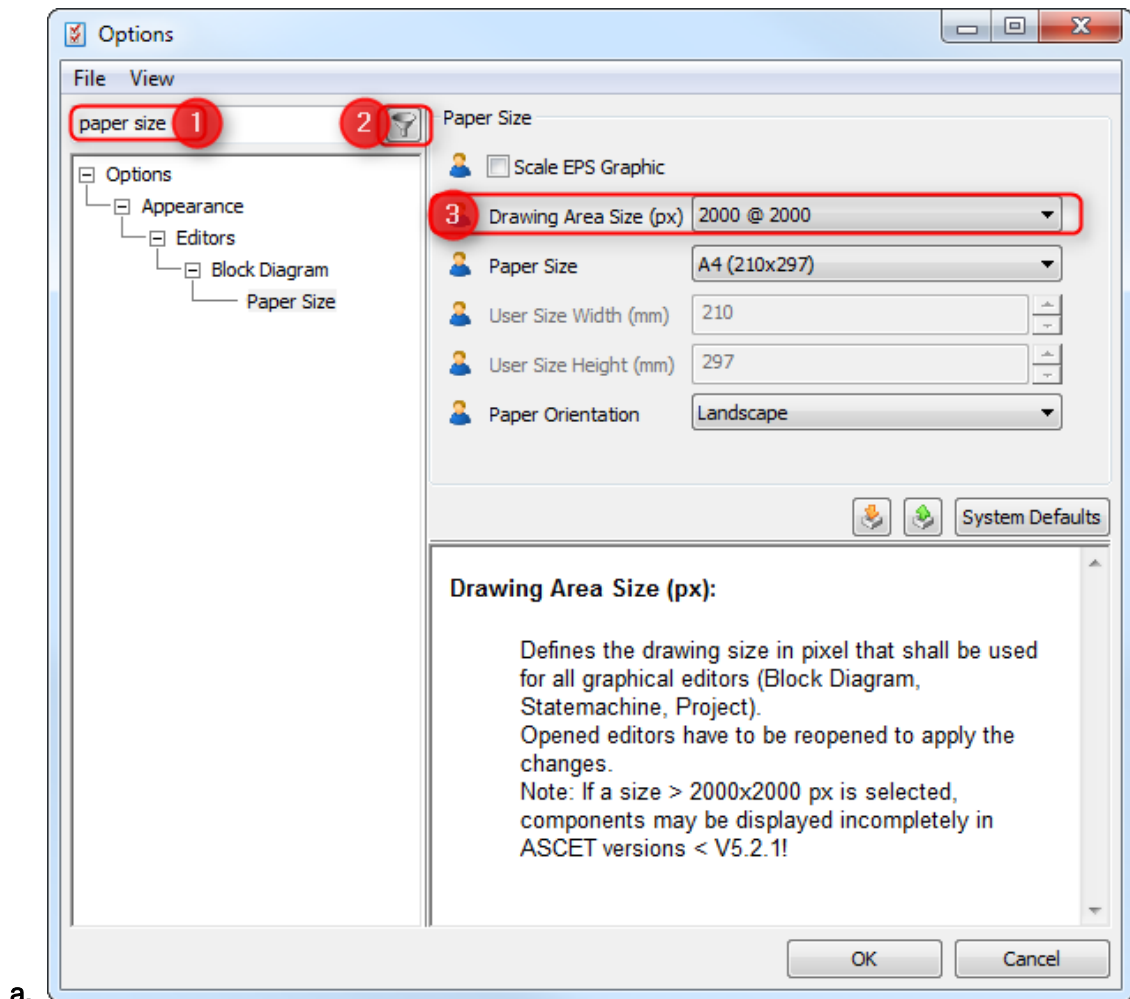 Options
File View
paper size 1 2
Options
Appearance
Editors
Block Diagram
Paper Size
Paper Size
Scale EPS Graphic
3 Drawing Area Size (px) 2000 @ 2000
Paper Size A4 (210x297)
User Size Width (mm) 210
User Size Height (mm) 297
Paper Orientation Landscape
System Defaults
Drawing Area Size (px):
Defines the drawing size in pixel that shall be used
for all graphical editors (Block Diagram,
Statemachine, Project).
Opened editors have to be reopened to apply the
changes.
Note: If a size > 2000x2000 px is selected,
components may be displayed incompletely in
ASCET versions < V5.2.1!
OK Cancel
a.